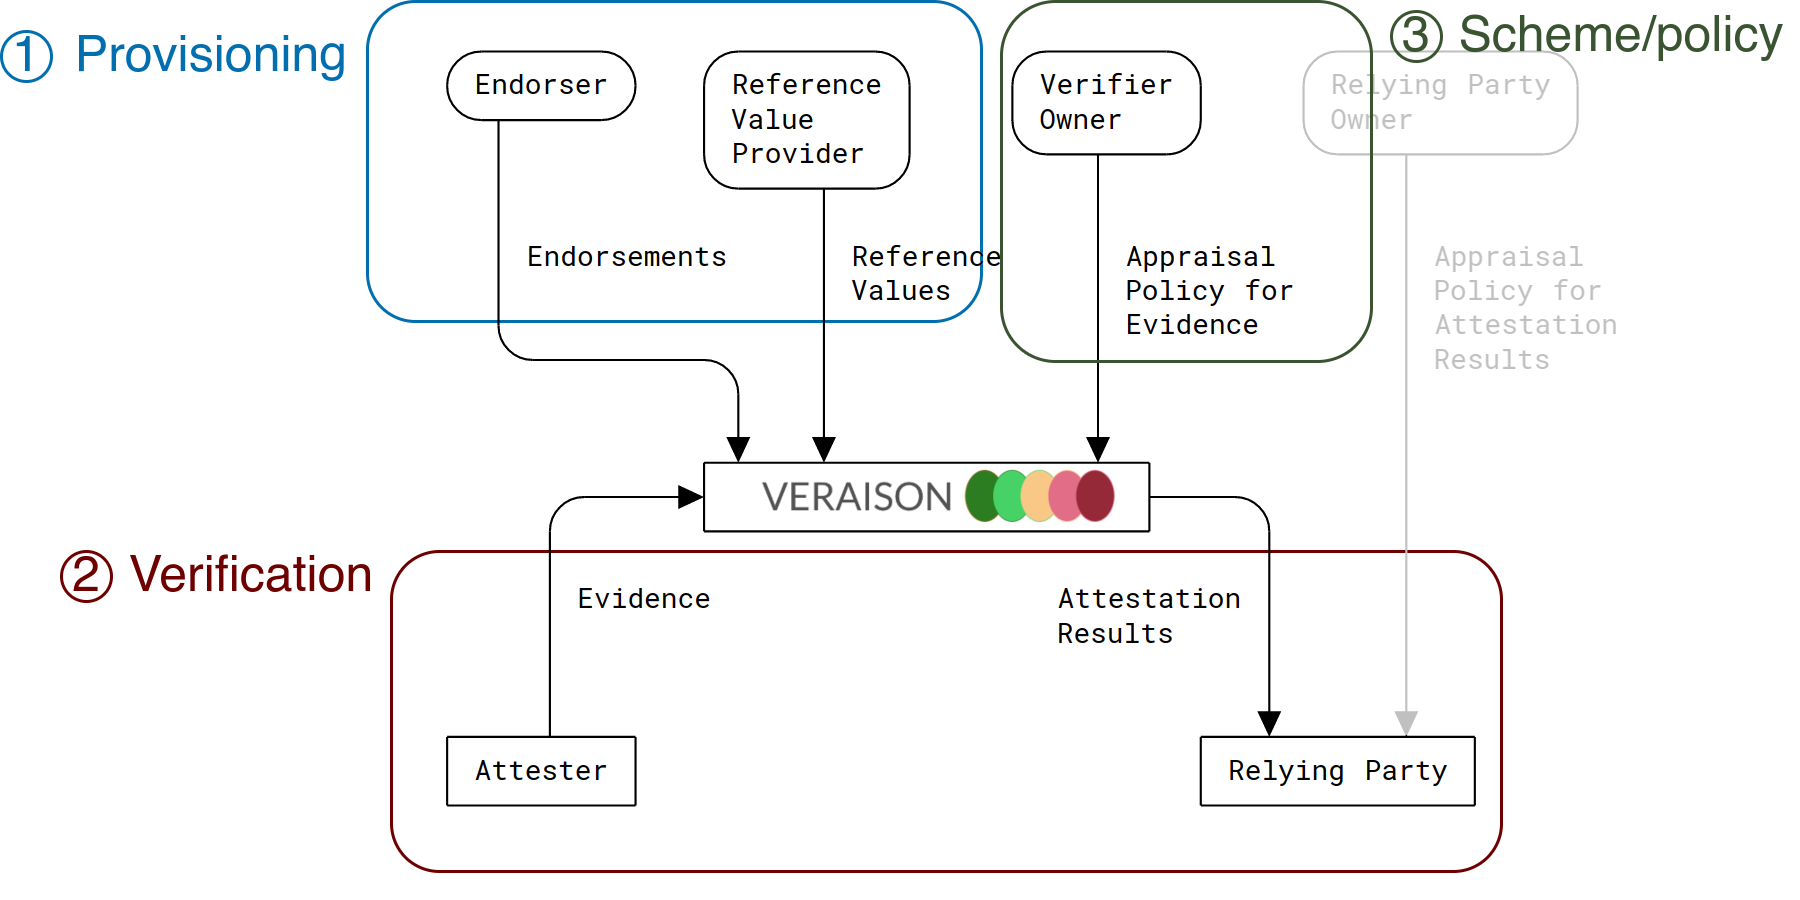 ① Provisioning
③ Scheme/policy
Endorser
Reference
Value
Provider
Verifier
Owner
Relying Party
Owner
Endorsements
Reference
Values
Appraisal
Policy for
Evidence
Appraisal
Policy for
Attestation
Results
VERAISON
② Verification
Evidence
Attestation
Results
Attester
Relying Party